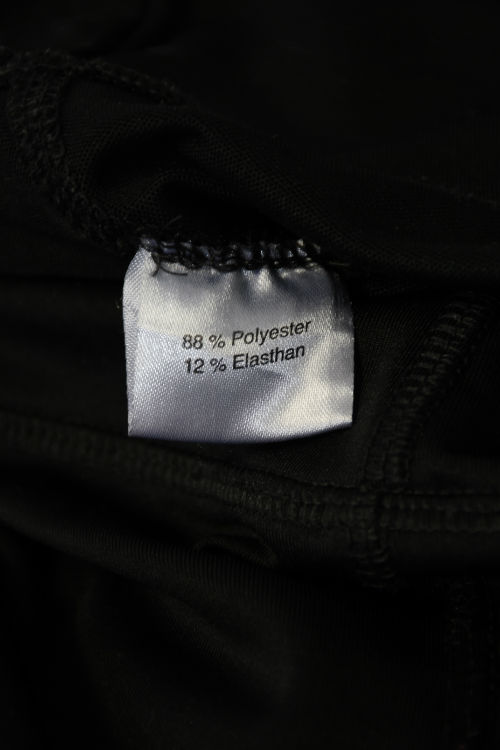 88 % Polyester
12 % Elasthan